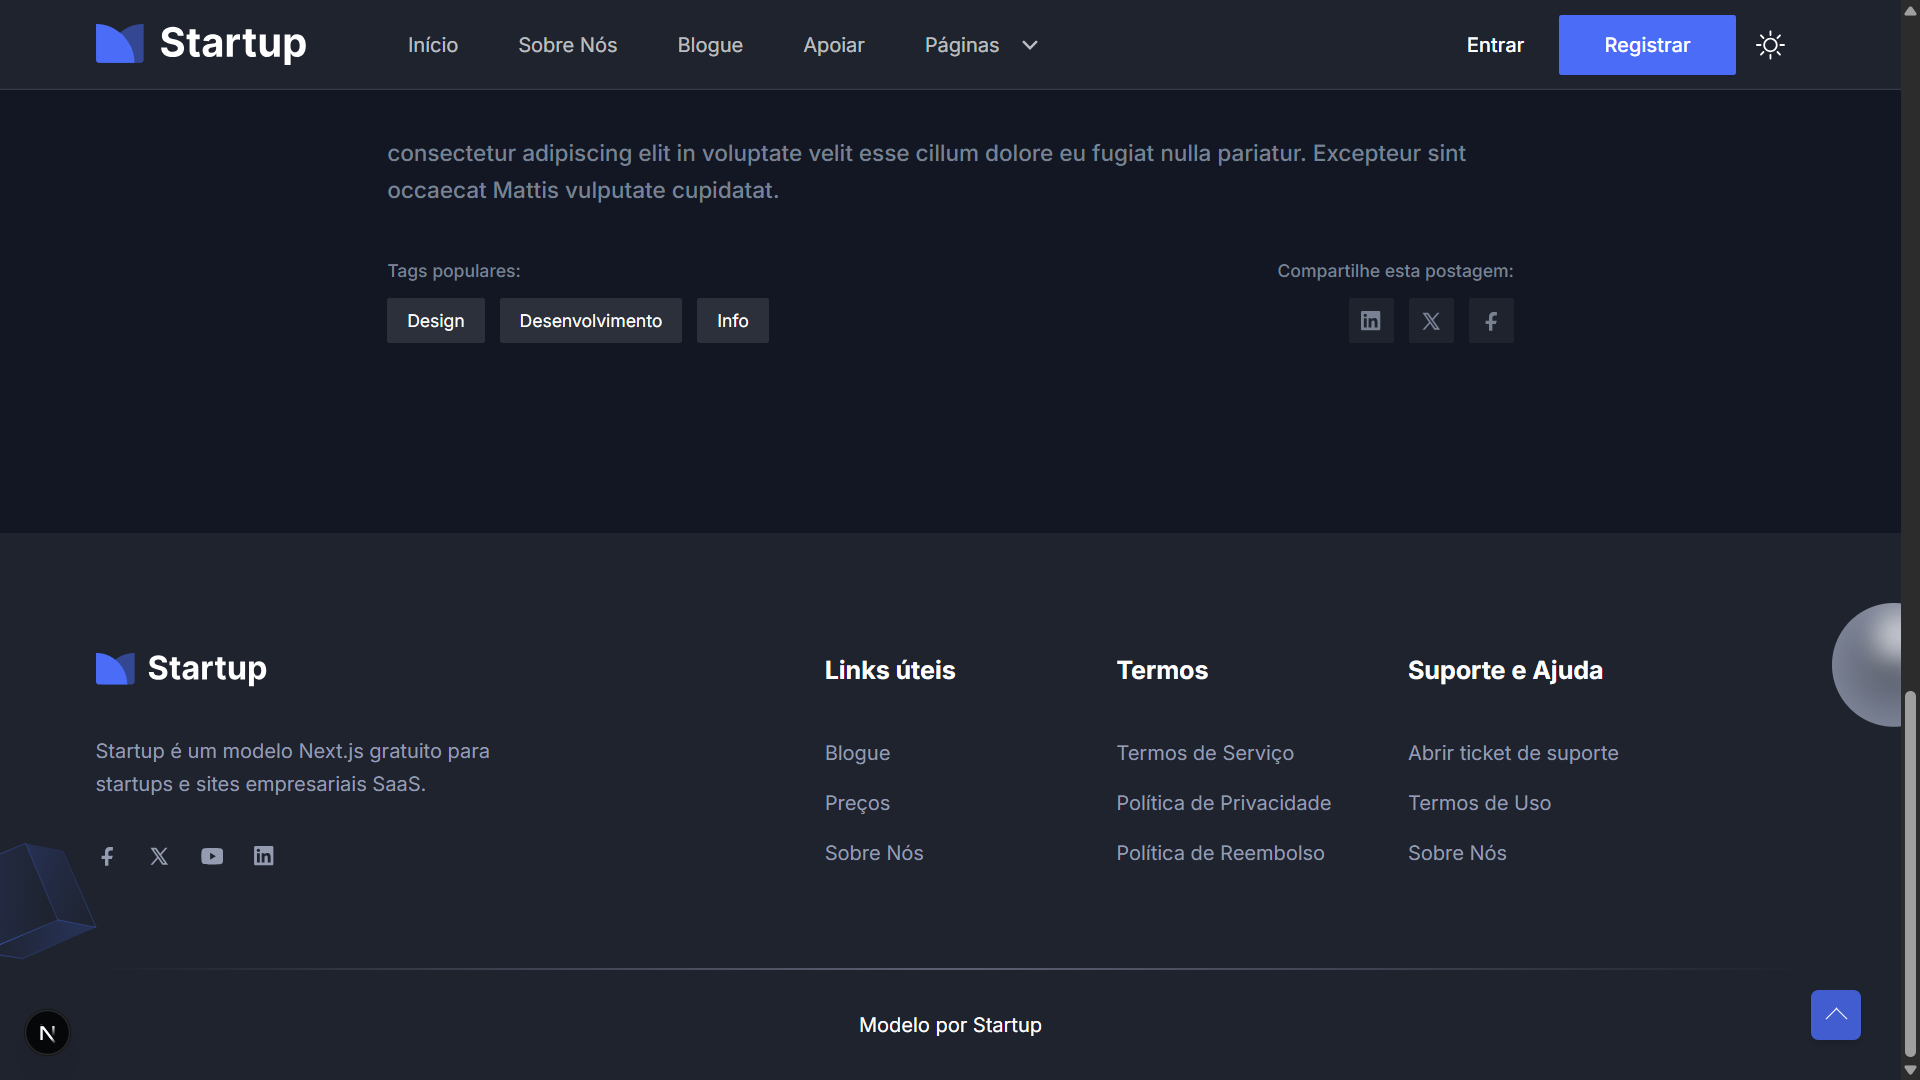 Startup
Início
Sobre Nós
Blogue
Apoiar
Páginas
Entrar
Registrar
consectetur adipiscing elit in voluptate velit esse cillum dolore eu fugiat nulla pariatur. Excepteur sint
occaecat Mattis vulputate cupidatat.
Tags populares:
Compartilhe esta postagem:
Design
Desenvolvimento
Info
Startup
Startup é um modelo Next.js gratuito para
startups e sites empresariais SaaS.
Links úteis
Blogue
Preços
Sobre Nós
Termos
Termos de Serviço
Política de Privacidade
Política de Reembolso
Suporte e Ajuda
Abrir ticket de suporte
Termos de Uso
Sobre Nós
Modelo por Startup
N